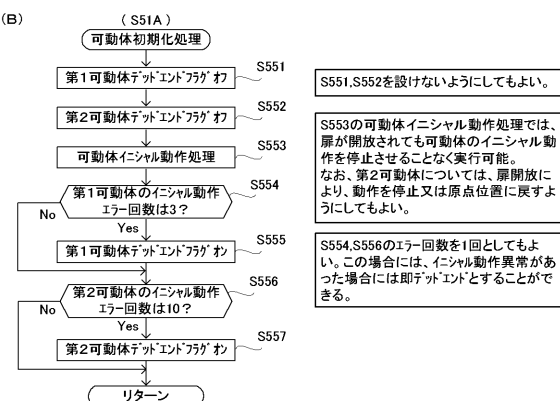 (B)
(S51A)
可動体初期化処理
S551
第1可動体デッドエンドフラグオフ
S552
第2可動体デッドエンドフラグオフ
S553
可動体イニシャル動作処理
S554
第1可動体のイニシャル動作
エラー回数は3?
No
Yes
S555
第1可動体デッドエンドフラグオン
S556
第2可動体のイニシャル動作
エラー回数は10?
No
Yes
S557
第2可動体デッドエンドフラグオン
リターン
S551,S552を設けないようにしてもよい。
S553の可動体イニシャル動作処理では、
扉が開放されても可動体のイニシャル動
作を停止させることなく実行可能。
なお、第2可動体については、扉開放に
より、動作を停止又は原点位置に戻すよ
うにしてもよい。
S554,S556のエラー回数を1回としてもよ
い。この場合には、イニシャル動作異常があ
った場合には即デッドエンドとすることがで
きる。